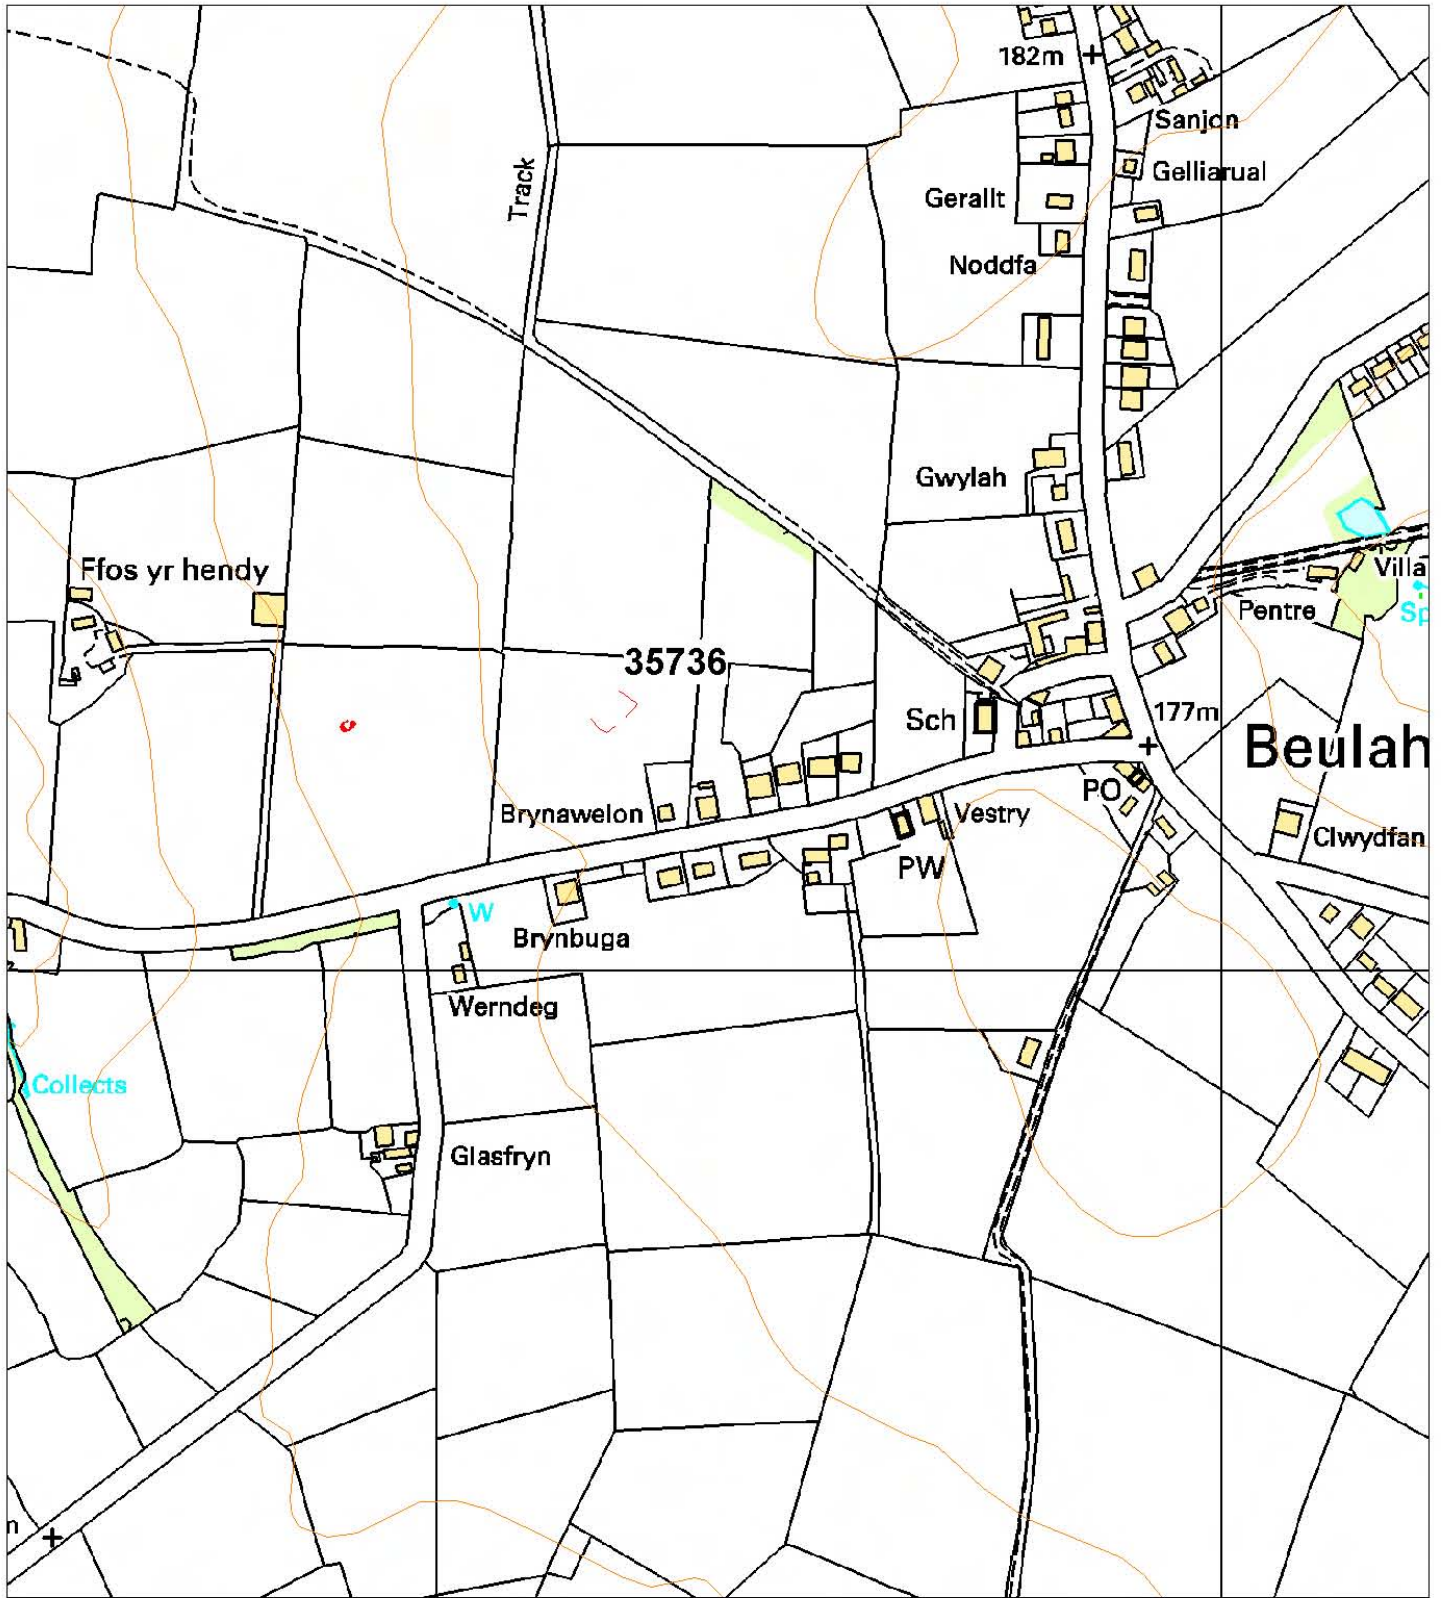 182m
Sanjon
Track
Gelliarual
Gerallt
Noddfa
Gwylah
Ffos yr hendy
Villa
Pentre
Sp
35736
Sch
177m
Beulah
PO
Brynawelon
Vestry
Clwydfan
PW
W
Brynbuga
Werndeg
Collects
Glasfryn